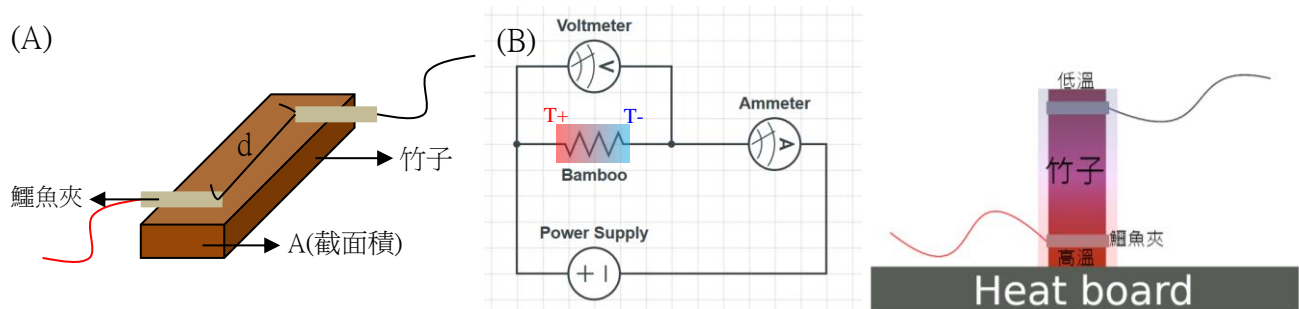 (A)
d
竹子
鱷魚夾
A(截面積)
(B)
Voltmeter
V
T+
T-
Bamboo
Ammeter
A
Power Supply
+ −
低溫
竹子
鱷魚夾
高溫
Heat board